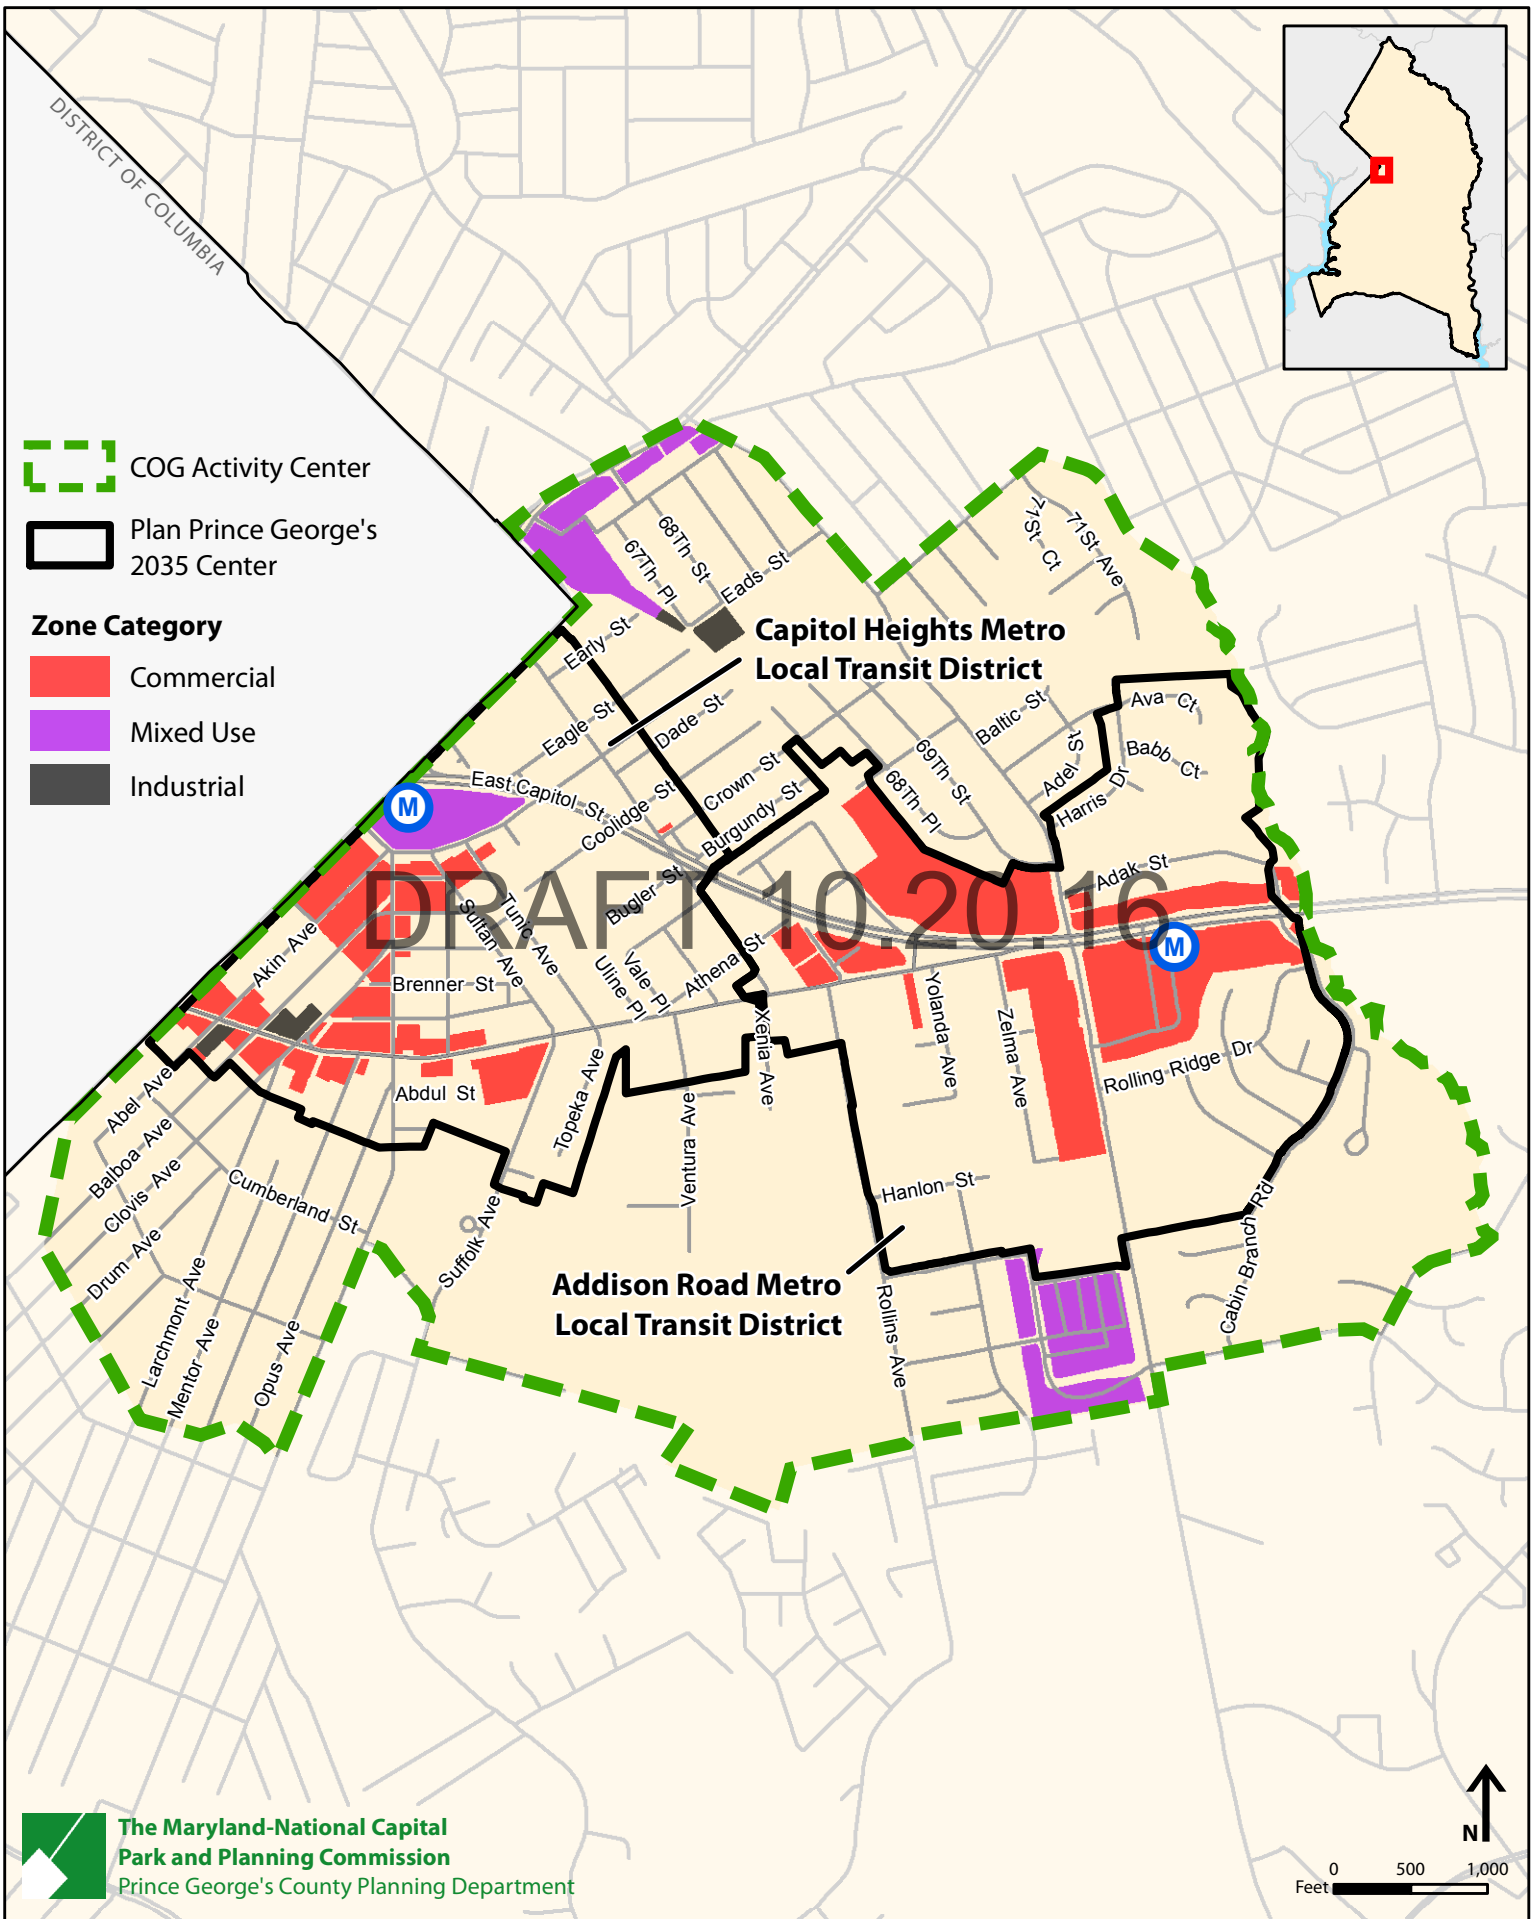 DISTRICT OF COLUMBIA
COG Activity Center
Plan Prince George's
2035 Center
Zone Category
Commercial
Mixed Use
Industrial
71St Ct
71St Ave
68Th St
67Th Pl
Eads St
Early St
Capitol Heights Metro
Local Transit District
Eagle St
Dade St
Baltic St
Ava Ct
Babb Ct
Adel St
Harris Dr
69Th St
68Th Pl
Crown St
Burgundy St
East Capitol St
Coolidge St
M
Bugler St
Adak St
DRAFT 10.20.16
M
Tunic Ave
Sultan Ave
Akin Ave
Brenner St
Uline Pl
Vale Pl
Athena St
Xenia Ave
Yolanda Ave
Zelma Ave
Rolling Ridge Dr
Abdul St
Topeka Ave
Ventura Ave
Abel Ave
Balboa Ave
Clovis Ave
Drum Ave
Cumberland St
Suffolk Ave
Hanlon St
Cabin Branch Rd
Addison Road Metro
Local Transit District
Rollins Ave
Larchmont Ave
Mentor Ave
Opus Ave
The Maryland-National Capital
Park and Planning Commission
Prince George's County Planning Department
N
0 500 1,000
Feet